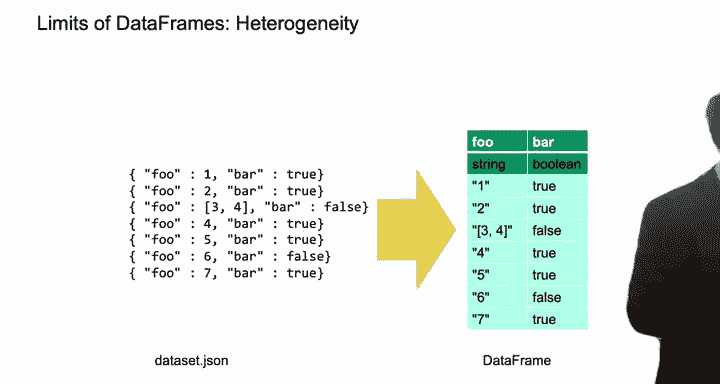 Limits of DataFrames: Heterogeneity
{ "foo" : 1, "bar" : true}
{ "foo" : 2, "bar" : true}
{ "foo" : [3, 4], "bar" : false}
{ "foo" : 4, "bar" : true}
{ "foo" : 5, "bar" : true}
{ "foo" : 6, "bar" : false}
{ "foo" : 7, "bar" : true}
dataset.json
foo bar
string boolean
"1" true
"2" true
"[3, 4]" false
"4" true
"5" true
"6" false
"7" true
DataFrame